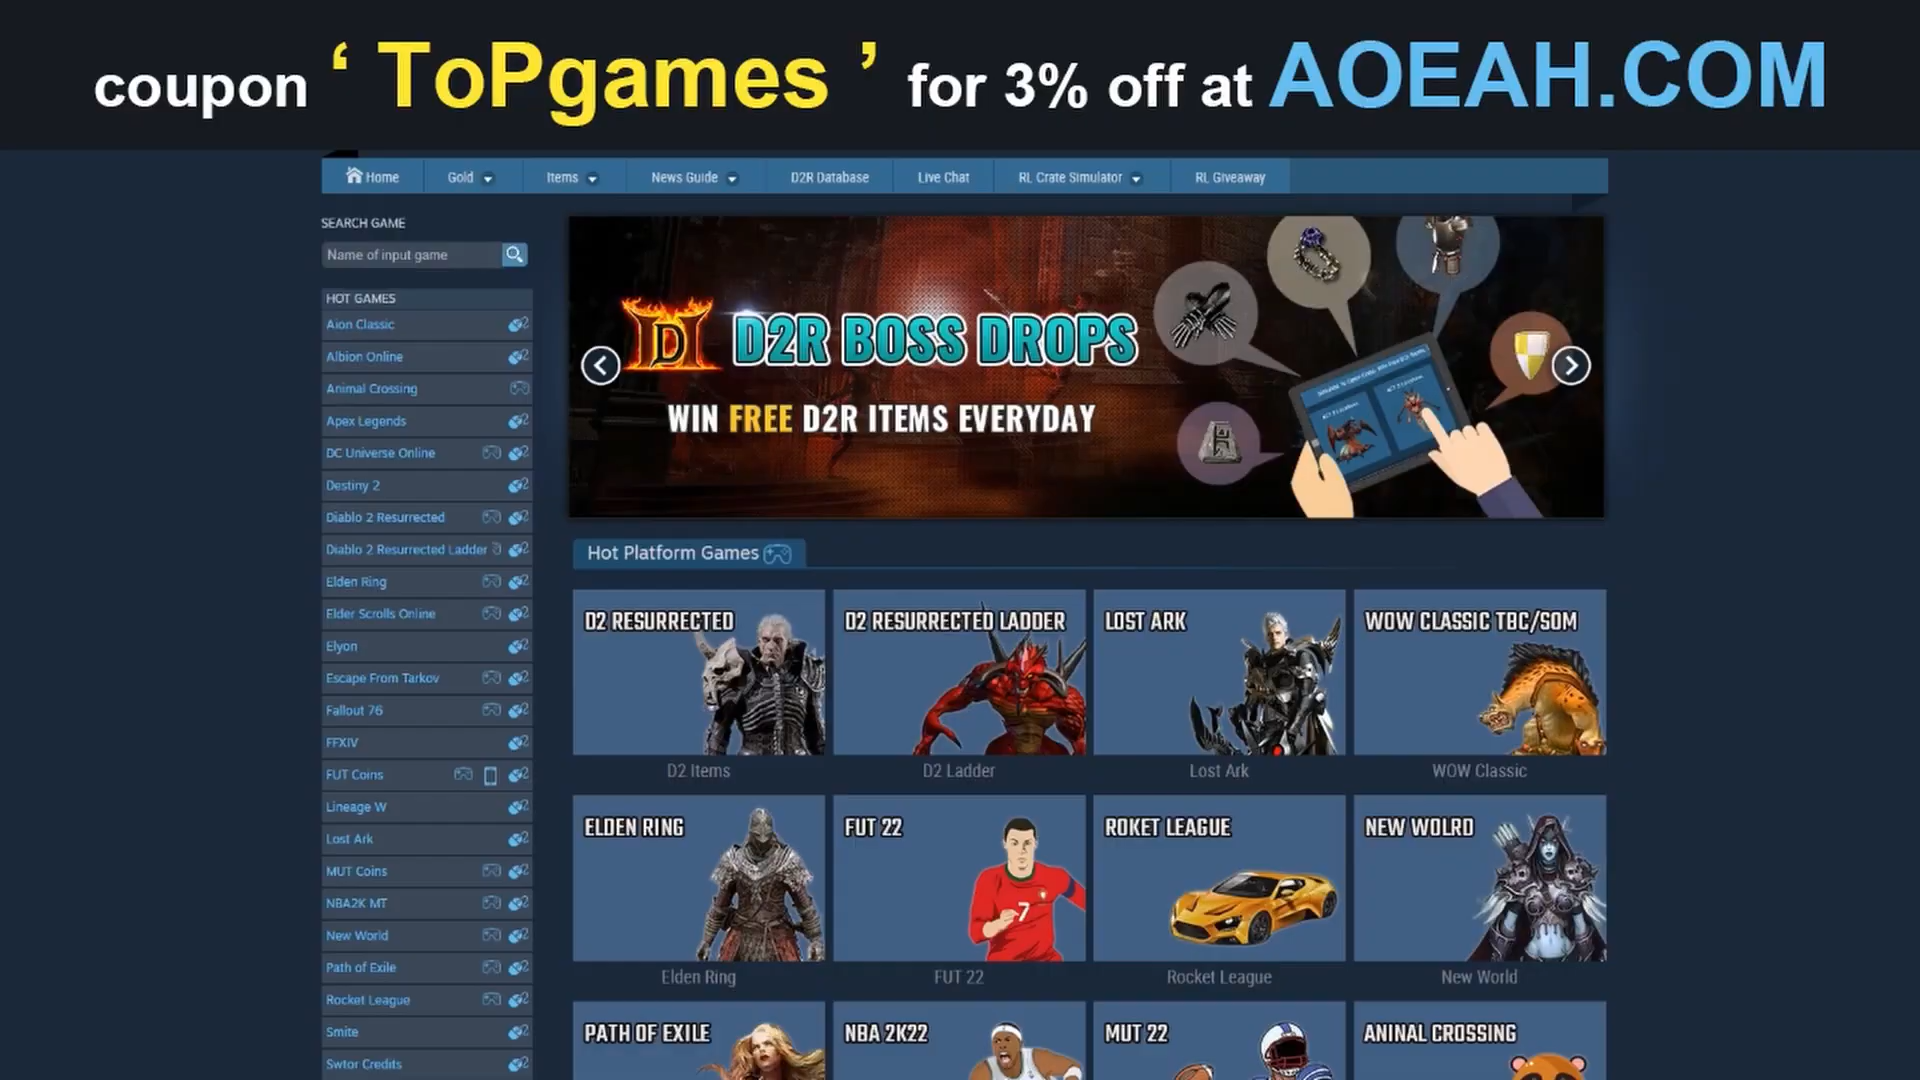 coupon ‘ ToPgames ’ for 3% off at AOEAH.COM
Home Gold Items News Guide D2R Database Live Chat RL Crate Simulator RL Giveaway
SEARCH GAME
Name of input game
HOT GAMES
Aion Classic
Albion Online
Animal Crossing
Apex Legends
DC Universe Online
Destiny 2
Diablo 2 Resurrected
Diablo 2 Resurrected Ladder
Elden Ring
Elder Scrolls Online
Elyon
Escape From Tarkov
Fallout 76
FFXIV
FUT Coins
Lineage W
Lost Ark
MUT Coins
NBA2K MT
New World
Path of Exile
Rocket League
Smite
Swtor Credits
D2R BOSS DROPS
WIN FREE D2R ITEMS EVERYDAY
Hot Platform Games
D2 RESURRECTED
D2 RESURRECTED LADDER
LOST ARK
WOW CLASSIC TBC/SOM
D2 Items
D2 Ladder
Lost Ark
WOW Classic
ELDEN RING
FUT 22
7
ROKET LEAGUE
NEW WOLRD
Elden Ring
FUT 22
Rocket League
New World
PATH OF EXILE
NBA 2K22
MUT 22
ANINAL CROSSING